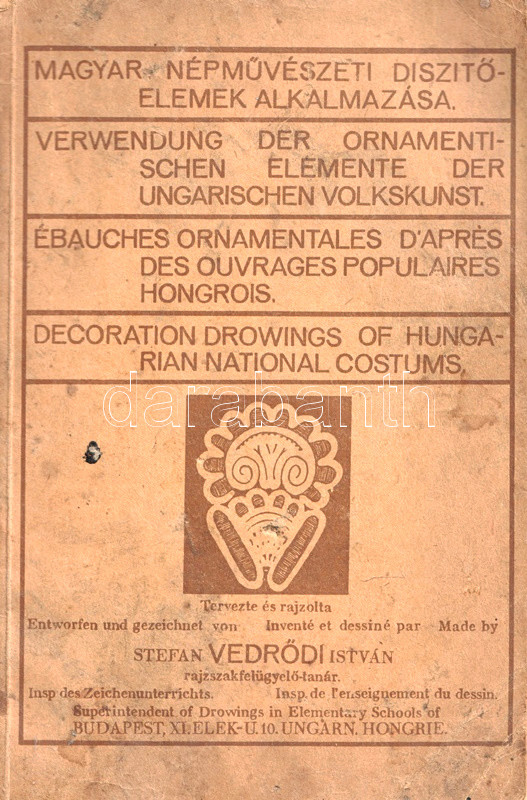 MAGYAR NÉPMŰVÉSZETI DISZITŐ-
ELEMEK ALKALMAZÁSA.
VERWENDUNG DER ORNAMENTI-
SCHEN ELEMENTE DER
UNGARISCHEN VOLKSKUNST.
ÉBAUCHES ORNAMENTALES D'APRÈS
DES OUVRAGES POPULAIRES
HONGROIS.
DECORATION DROWINGS OF HUNGA-
RIAN NATIONAL COSTUMS.
darabanth
Tervezte és rajzolta
Entworfen und gezeichnet von Inventé et dessiné par Made by
STEFAN VEDRŐDI ISTVÁN
rajzszakfelügyelő-tanár.
Insp des Zeichenunterrichts. Insp. de l'enseignement du dessin.
Superintendent of Drowings in Elementary Schools of
BUDAPEST, XI. ELEK-U. 10. UNGARN. HONGRIE.